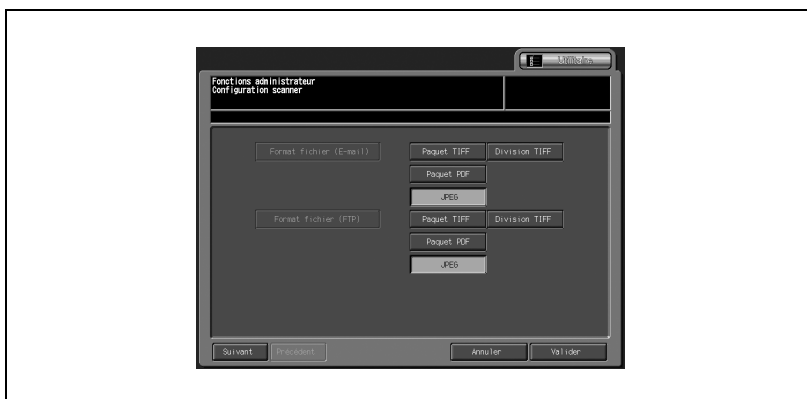 Utilités
Fonctions administrateur
Configuration scanner
Format fichier (E-mail) Paquet TIFF Division TIFF
Paquet PDF
JPEG
Format fichier (FTP) Paquet TIFF Division TIFF
Paquet PDF
JPEG
Suivant Précédent Annuler Valider